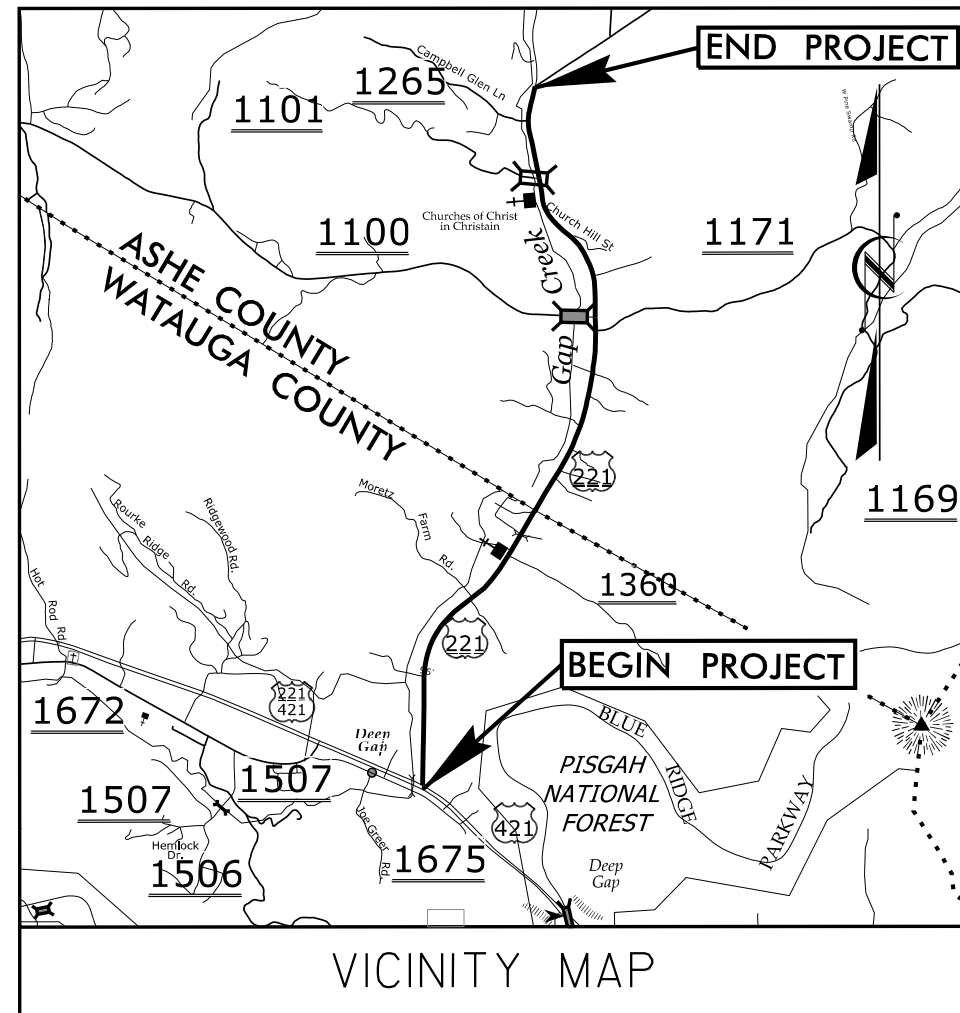 END PROJECT
Campbell Glen Ln
1265
1101
W Pine Swamp Rd
Churches of Christ
in Christain
Church Hill St
1100
1171
Gap Creek
ASHE COUNTY
WATAUGA COUNTY
221
1169
Moretz Farm Rd.
Rourke Ridge Rd.
Ridgewood Rd.
Hot Rod Rd
1360
221
BEGIN PROJECT
221
421
1672
Deep
Gap
BLUE RIDGE PARKWAY
PISGAH
NATIONAL
FOREST
1507
1507
421
Joe Greer Rd
Hemlock
Dr.
1506
1675
Deep
Gap
VICINITY MAP